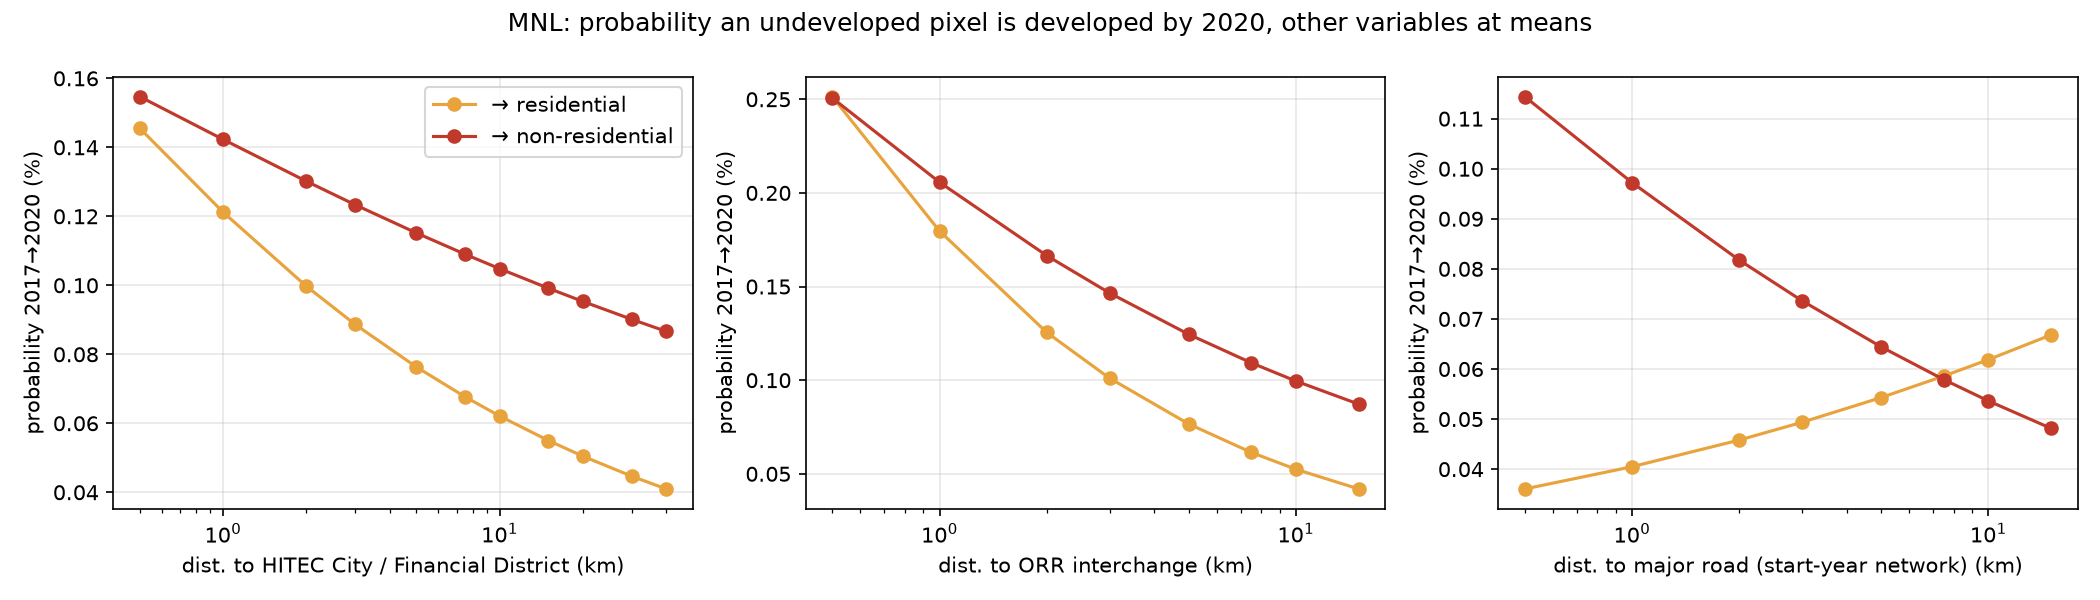 MNL: probability an undeveloped pixel is developed by 2020, other variables at means
probability 2017→2020 (%)
0.16
0.14
0.12
0.10
0.08
0.06
0.04
→ residential
→ non-residential
10⁰
10¹
dist. to HITEC City / Financial District (km)
probability 2017→2020 (%)
0.25
0.20
0.15
0.10
0.05
10⁰
10¹
dist. to ORR interchange (km)
probability 2017→2020 (%)
0.11
0.10
0.09
0.08
0.07
0.06
0.05
0.04
10⁰
10¹
dist. to major road (start-year network) (km)